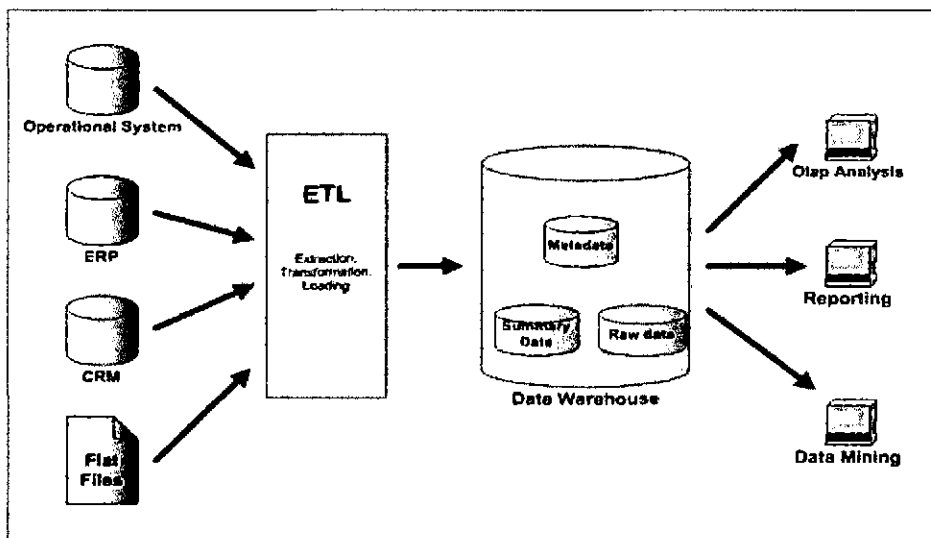 Operational System
ERP
CRM
Flat
Files
ETL
Extraction,
Transformation,
Loading
Metadata
Summary
Data
Raw data
Data Warehouse
Olap Analysis
Reporting
Data Mining